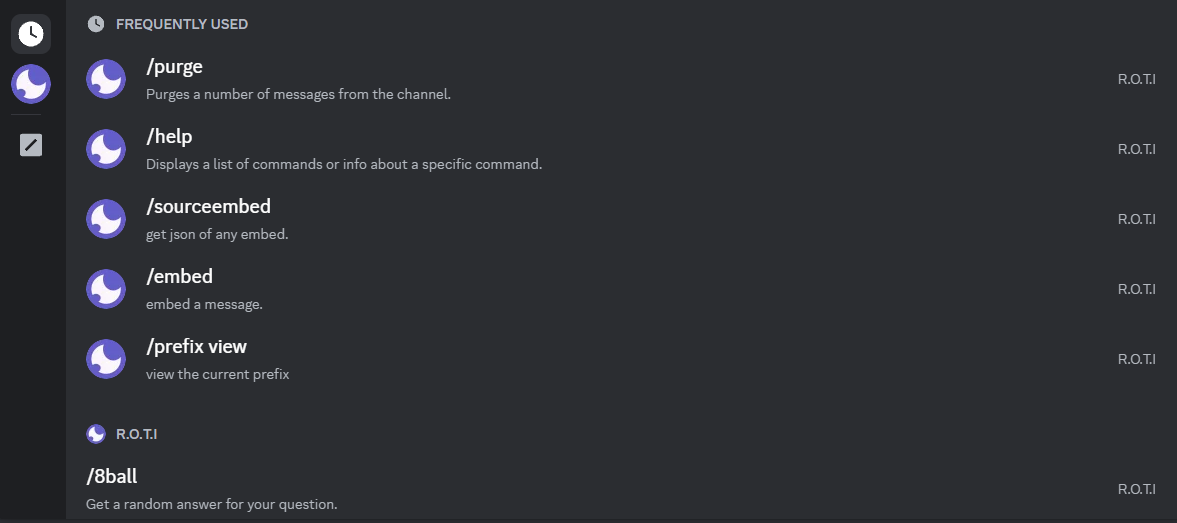 FREQUENTLY USED
/purge
Purges a number of messages from the channel.
R.O.T.I
/help
Displays a list of commands or info about a specific command.
R.O.T.I
/sourceembed
get json of any embed.
R.O.T.I
/embed
embed a message.
R.O.T.I
/prefix view
view the current prefix
R.O.T.I
R.O.T.I
/8ball
Get a random answer for your question.
R.O.T.I